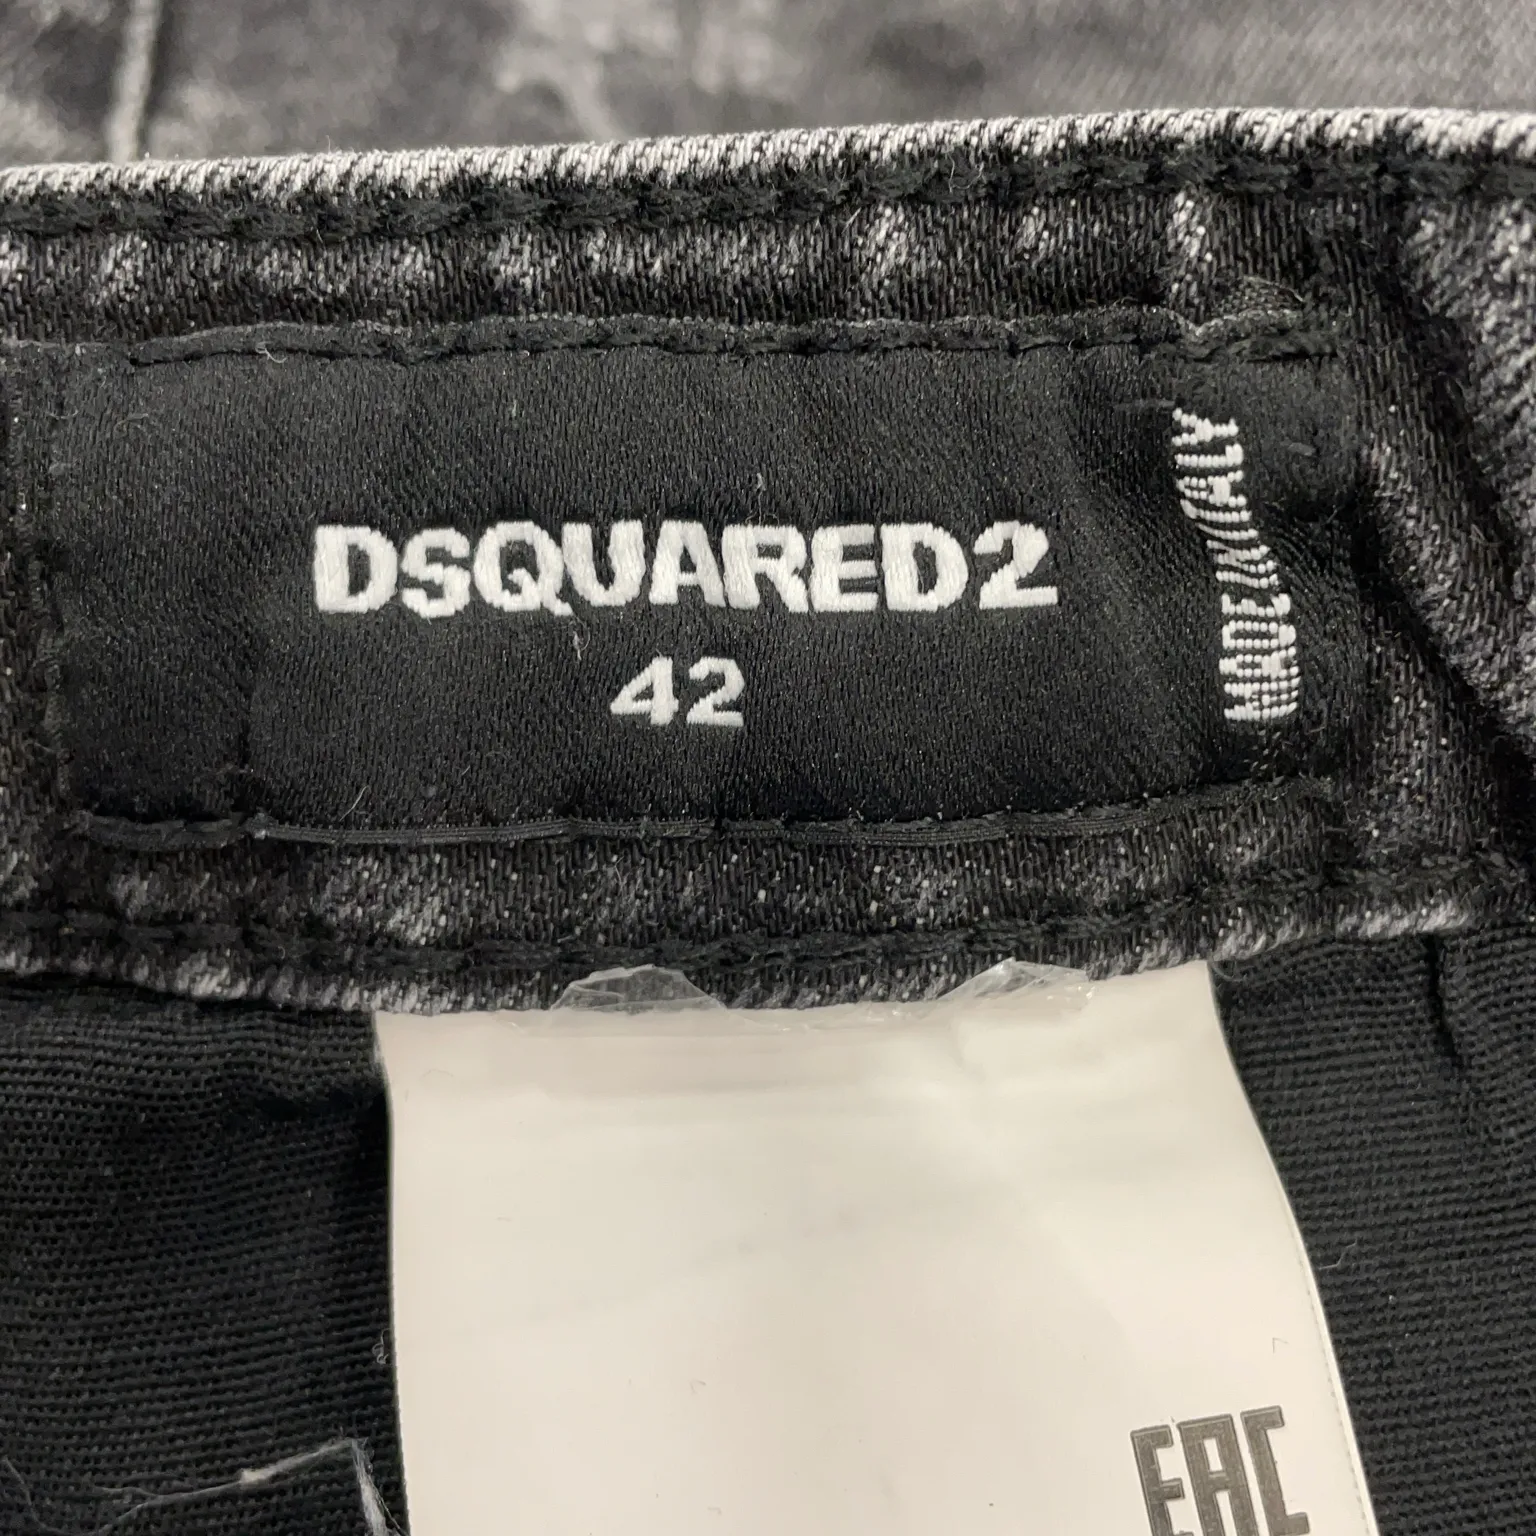 DSQUARED2
42
MADE IN ITALY
EAC